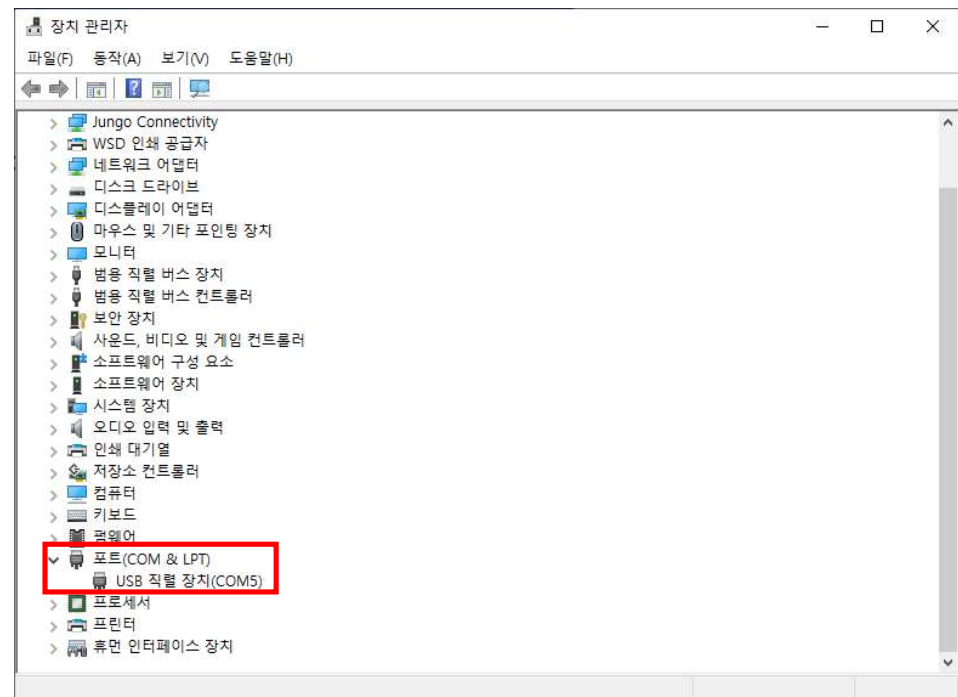 장치 관리자
파일(F) 동작(A) 보기(V) 도움말(H)
Jungo Connectivity
WSD 인쇄 공급자
네트워크 어댑터
디스크 드라이브
디스플레이 어댑터
마우스 및 기타 포인팅 장치
모니터
범용 직렬 버스 장치
범용 직렬 버스 컨트롤러
보안 장치
사운드, 비디오 및 게임 컨트롤러
소프트웨어 구성 요소
소프트웨어 장치
시스템 장치
오디오 입력 및 출력
인쇄 대기열
저장소 컨트롤러
컴퓨터
키보드
펌웨어
포트(COM & LPT)
USB 직렬 장치(COM5)
프로세서
프린터
휴먼 인터페이스 장치